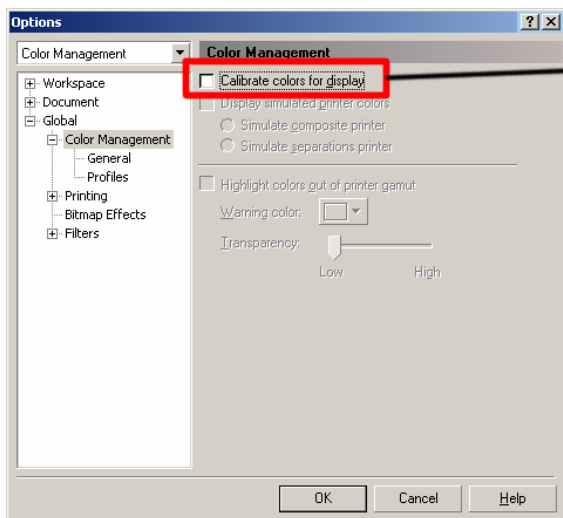 Options
Color Management
Color Management
Workspace
Document
Global
Color Management
General
Profiles
Printing
Bitmap Effects
Filters
Calibrate colors for display
Display simulated printer colors
Simulate composite printer
Simulate separations printer
Highlight colors out of printer gamut
Warning color:
Transparency:
Low High
OK Cancel Help